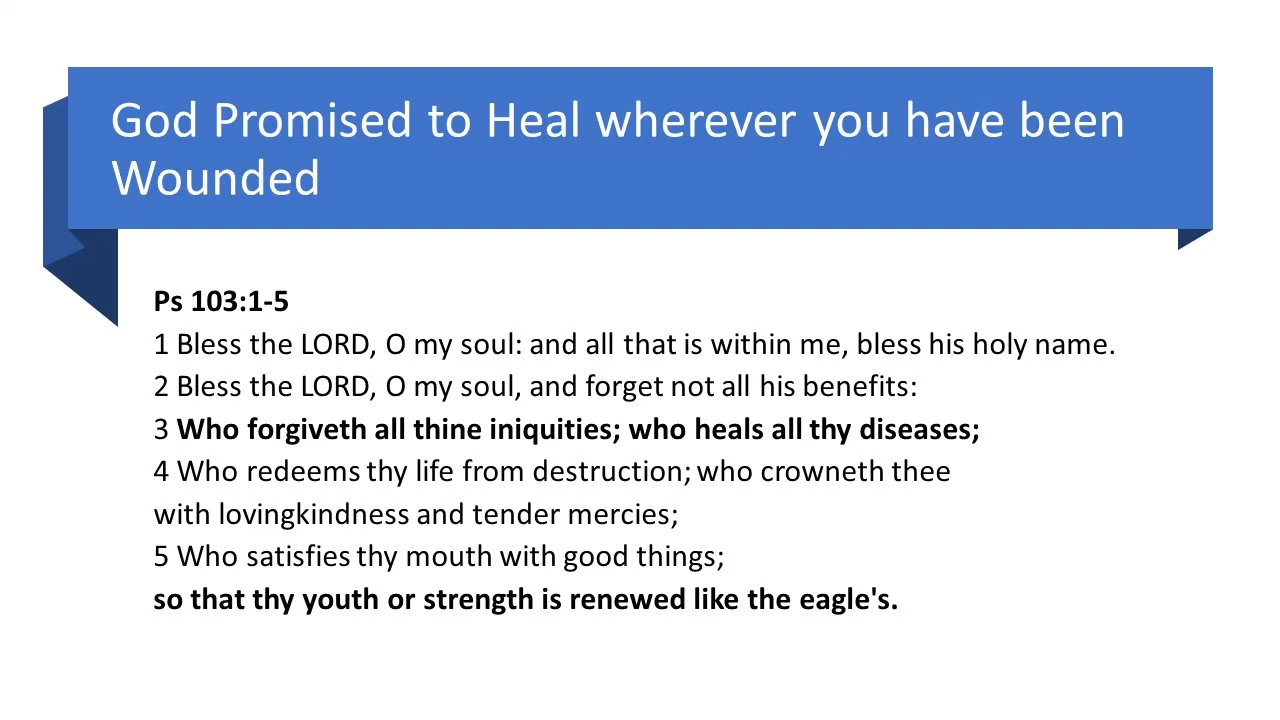 God Promised to Heal wherever you have been
Wounded
Ps 103:1-5
1 Bless the LORD, O my soul: and all that is within me, bless his holy name.
2 Bless the LORD, O my soul, and forget not all his benefits:
3 Who forgiveth all thine iniquities; who heals all thy diseases;
4 Who redeems thy life from destruction; who crowneth thee
with lovingkindness and tender mercies;
5 Who satisfies thy mouth with good things;
so that thy youth or strength is renewed like the eagle's.